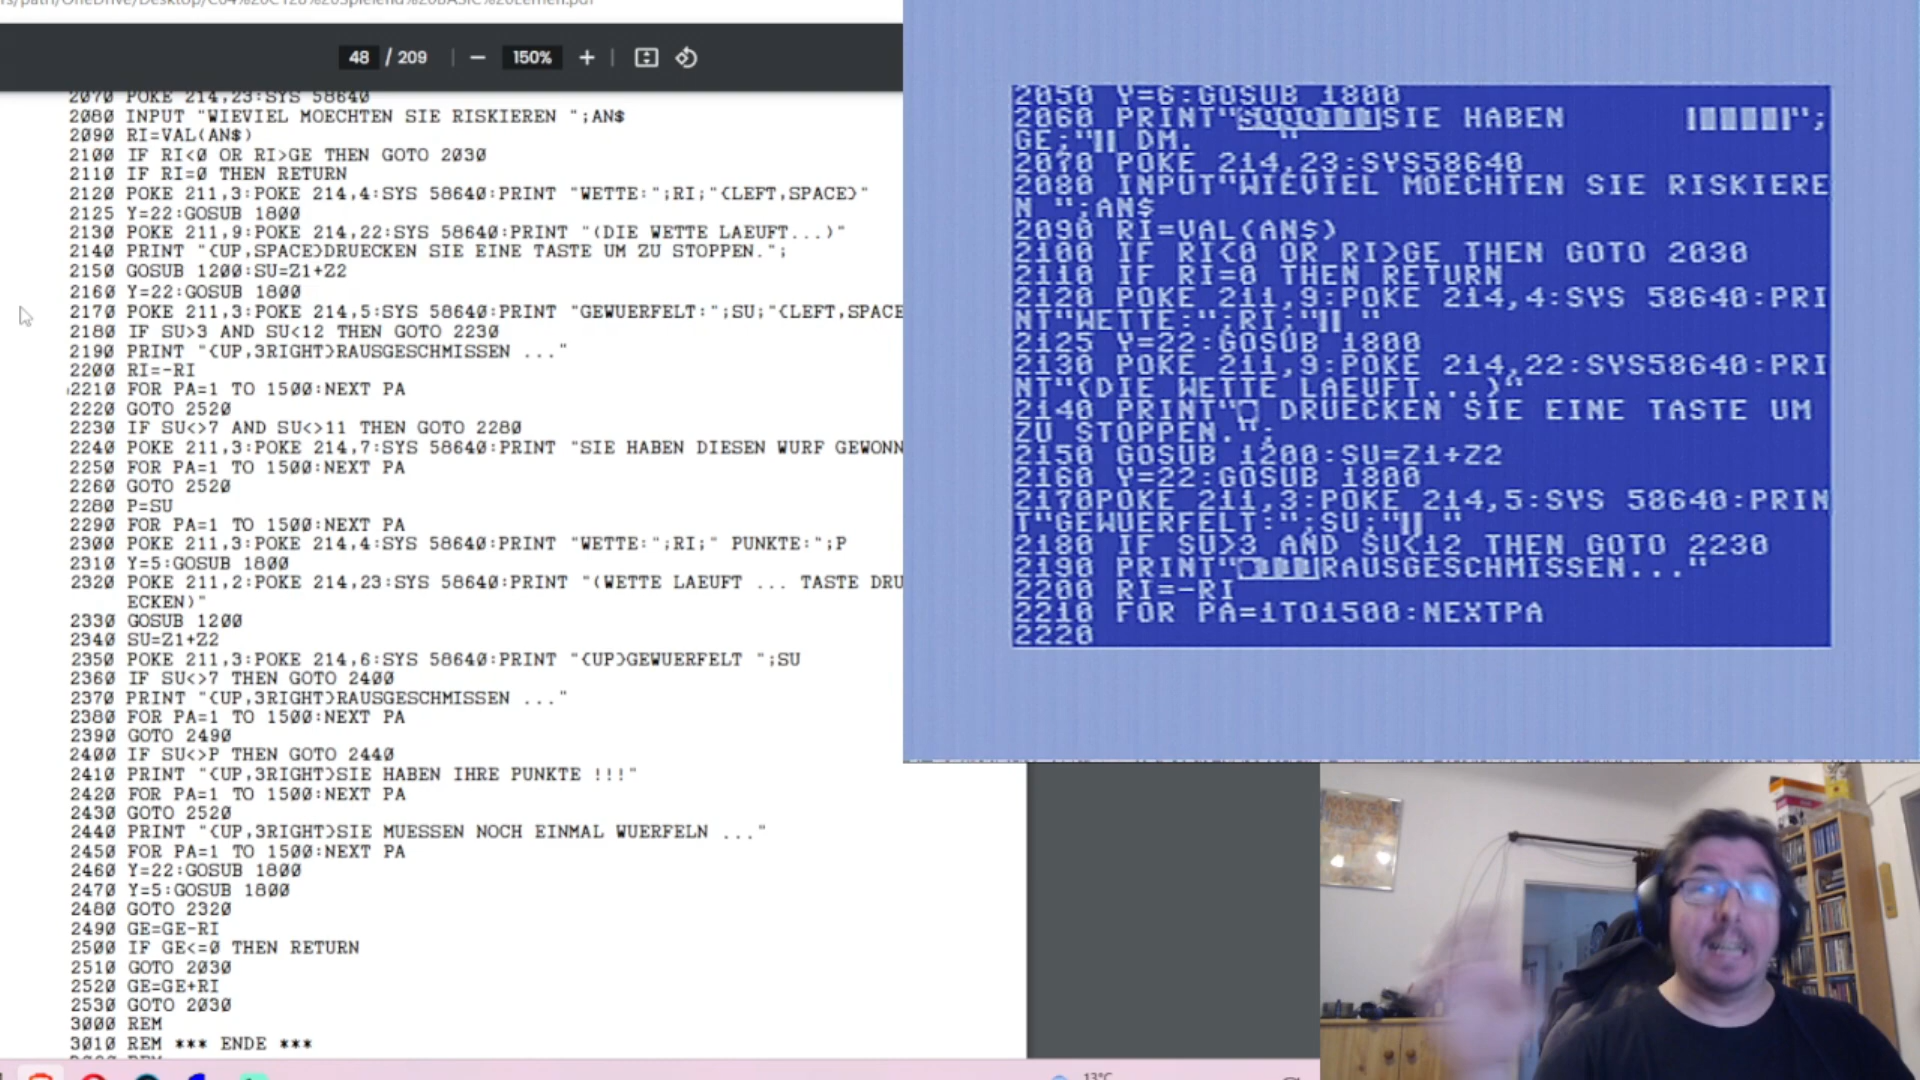 48 / 209 150%
2070 POKE 214,23:SYS 58640
2080 INPUT "WIEVIEL MOECHTEN SIE RISKIEREN ";AN$
2090 RI=VAL(AN$)
2100 IF RI<0 OR RI>GE THEN GOTO 2030
2110 IF RI=0 THEN RETURN
2120 POKE 211,3:POKE 214,4:SYS 58640:PRINT "WETTE:";RI;"{LEFT,SPACE}"
2125 Y=22:GOSUB 1800
2130 POKE 211,9:POKE 214,22:SYS 58640:PRINT "(DIE WETTE LAEUFT...)"
2140 PRINT "{UP,SPACE}DRUECKEN SIE EINE TASTE UM ZU STOPPEN.";
2150 GOSUB 1200:SU=Z1+Z2
2160 Y=22:GOSUB 1800
2170 POKE 211,3:POKE 214,5:SYS 58640:PRINT "GEWUERFELT:";SU;"{LEFT,SPACE
2180 IF SU>3 AND SU<12 THEN GOTO 2230
2190 PRINT "{UP,3RIGHT}RAUSGESCHMISSEN ..."
2200 RI=-RI
2210 FOR PA=1 TO 1500:NEXT PA
2220 GOTO 2520
2230 IF SU<>7 AND SU<>11 THEN GOTO 2280
2240 POKE 211,3:POKE 214,7:SYS 58640:PRINT "SIE HABEN DIESEN WURF GEWONN
2250 FOR PA=1 TO 1500:NEXT PA
2260 GOTO 2520
2280 P=SU
2290 FOR PA=1 TO 1500:NEXT PA
2300 POKE 211,3:POKE 214,4:SYS 58640:PRINT "WETTE:";RI;" PUNKTE:";P
2310 Y=5:GOSUB 1800
2320 POKE 211,2:POKE 214,23:SYS 58640:PRINT "(WETTE LAEUFT ... TASTE DRU
ECKEN)"
2330 GOSUB 1200
2340 SU=Z1+Z2
2350 POKE 211,3:POKE 214,6:SYS 58640:PRINT "{UP}GEWUERFELT ";SU
2360 IF SU<>7 THEN GOTO 2400
2370 PRINT "{UP,3RIGHT}RAUSGESCHMISSEN ..."
2380 FOR PA=1 TO 1500:NEXT PA
2390 GOTO 2490
2400 IF SU<>P THEN GOTO 2440
2410 PRINT "{UP,3RIGHT}SIE HABEN IHRE PUNKTE !!!"
2420 FOR PA=1 TO 1500:NEXT PA
2430 GOTO 2520
2440 PRINT "{UP,3RIGHT}SIE MUESSEN NOCH EINMAL WUERFELN ..."
2450 FOR PA=1 TO 1500:NEXT PA
2460 Y=22:GOSUB 1800
2470 Y=5:GOSUB 1800
2480 GOTO 2320
2490 GE=GE-RI
2500 IF GE<=0 THEN RETURN
2510 GOTO 2030
2520 GE=GE+RI
2530 GOTO 2030
3000 REM
3010 REM *** ENDE ***
2050 Y=6:GOSUB 1800
2060 PRINT"SIE HABEN ";
GE;" DM. "
2070 POKE 214,23:SYS58640
2080 INPUT"WIEVIEL MOECHTEN SIE RISKIERE
N ";AN$
2090 RI=VAL(AN$)
2100 IF RI<0 OR RI>GE THEN GOTO 2030
2110 IF RI=0 THEN RETURN
2120 POKE 211,9:POKE 214,4:SYS 58640:PRI
NT"WETTE:";RI;" "
2125 Y=22:GOSUB 1800
2130 POKE 211,9:POKE 214,22:SYS58640:PRI
NT"(DIE WETTE LAEUFT...)"
2140 PRINT" DRUECKEN SIE EINE TASTE UM
ZU STOPPEN.";
2150 GOSUB 1200:SU=Z1+Z2
2160 Y=22:GOSUB 1800
2170POKE 211,3:POKE 214,5:SYS 58640:PRIN
T"GEWUERFELT:";SU;" "
2180 IF SU>3 AND SU<12 THEN GOTO 2230
2190 PRINT"RAUSGESCHMISSEN..."
2200 RI=-RI
2210 FOR PA=1TO1500:NEXTPA
2220
13°C